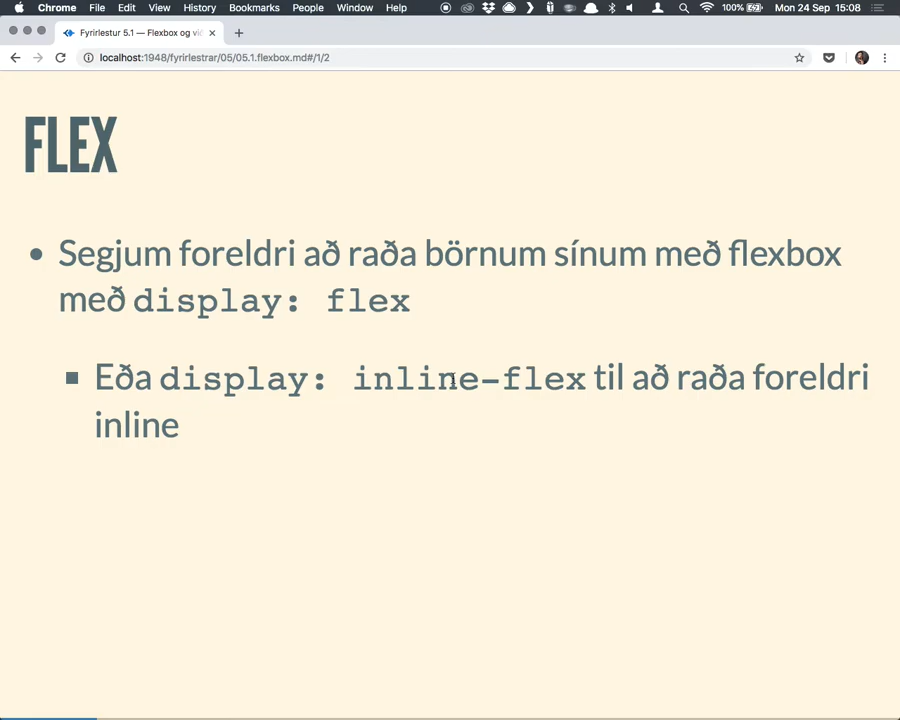 Chrome File Edit View History Bookmarks People Window Help 100% Mon 24 Sep 15:08
Fyrirlestur 5.1 — Flexbox og við
localhost:1948/fyrirlestrar/05/05.1.flexbox.md#/1/2
FLEX
Segjum foreldri að raða börnum sínum með flexbox
með display: flex
Eða display: inline-flex til að raða foreldri
inline